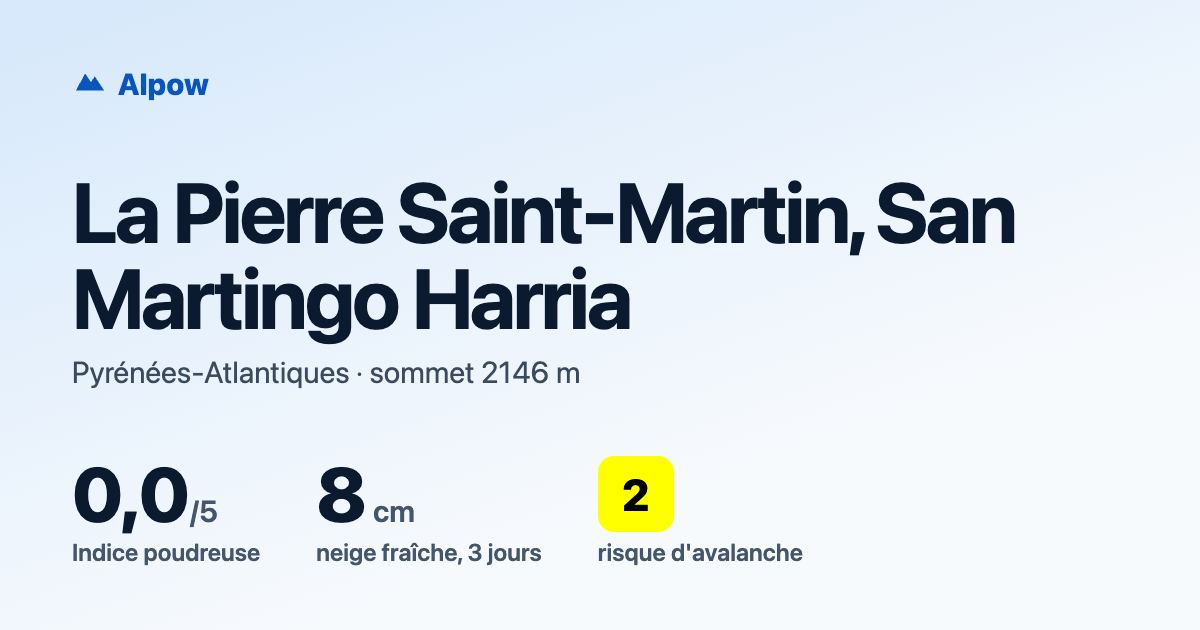 Alpow
La Pierre Saint-Martin, San
Martingo Harria
Pyrénées-Atlantiques · sommet 2146 m
0,0/5
8 cm
2
Indice poudreuse
neige fraîche, 3 jours
risque d'avalanche